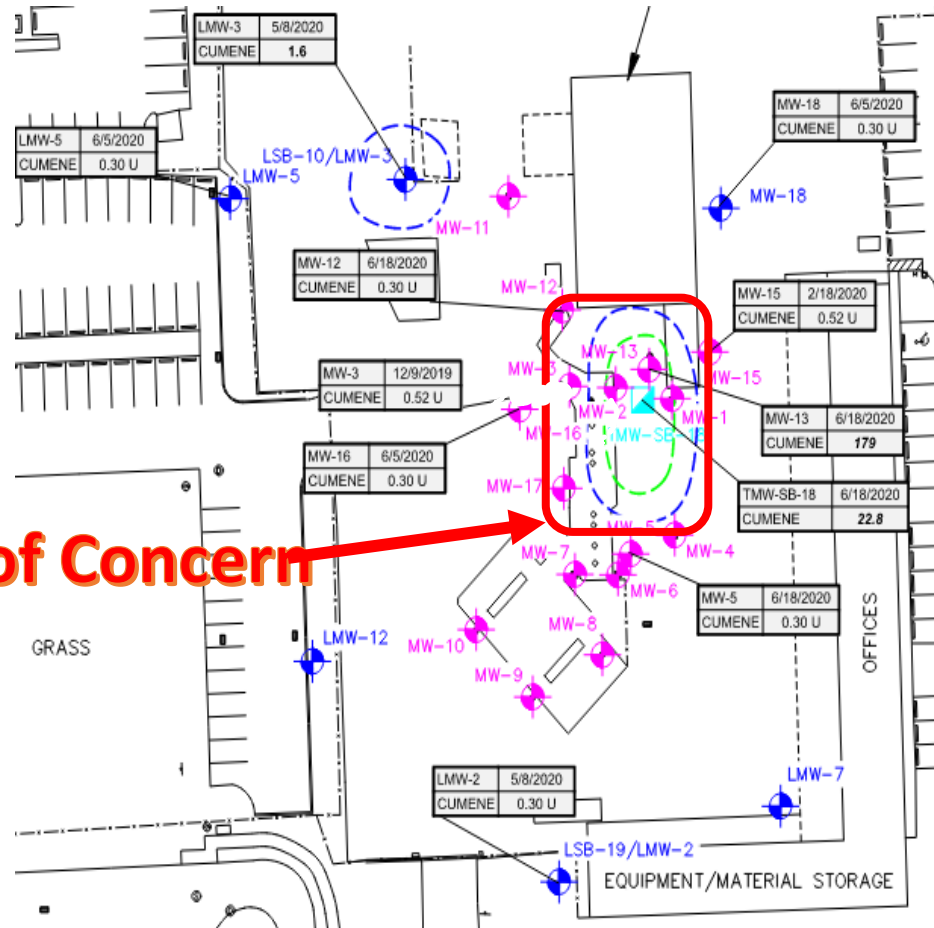 LMW-3 5/8/2020
CUMENE 1.6
MW-18 6/5/2020
CUMENE 0.30 U
LMW-5 6/5/2020
CUMENE 0.30 U
LSB-10/LMW-3
LMW-5
MW-18
MW-11
MW-12 6/18/2020
CUMENE 0.30 U
MW-12
MW-15 2/18/2020
CUMENE 0.52 U
MW-13
MW-3
MW-15
MW-3 12/9/2019
CUMENE 0.52 U
MW-2
MW-1
MW-13 6/18/2020
CUMENE 179
MW-16
MW-SB-18
MW-16 6/5/2020
CUMENE 0.30 U
MW-17
TMW-SB-18 6/18/2020
CUMENE 22.8
MW-5
of Concern
MW-7
MW-4
MW-6
MW-5 6/18/2020
CUMENE 0.30 U
OFFICES
GRASS
LMW-12
MW-10
MW-8
MW-9
LMW-2 5/8/2020
CUMENE 0.30 U
LMW-7
LSB-19/LMW-2
EQUIPMENT/MATERIAL STORAGE